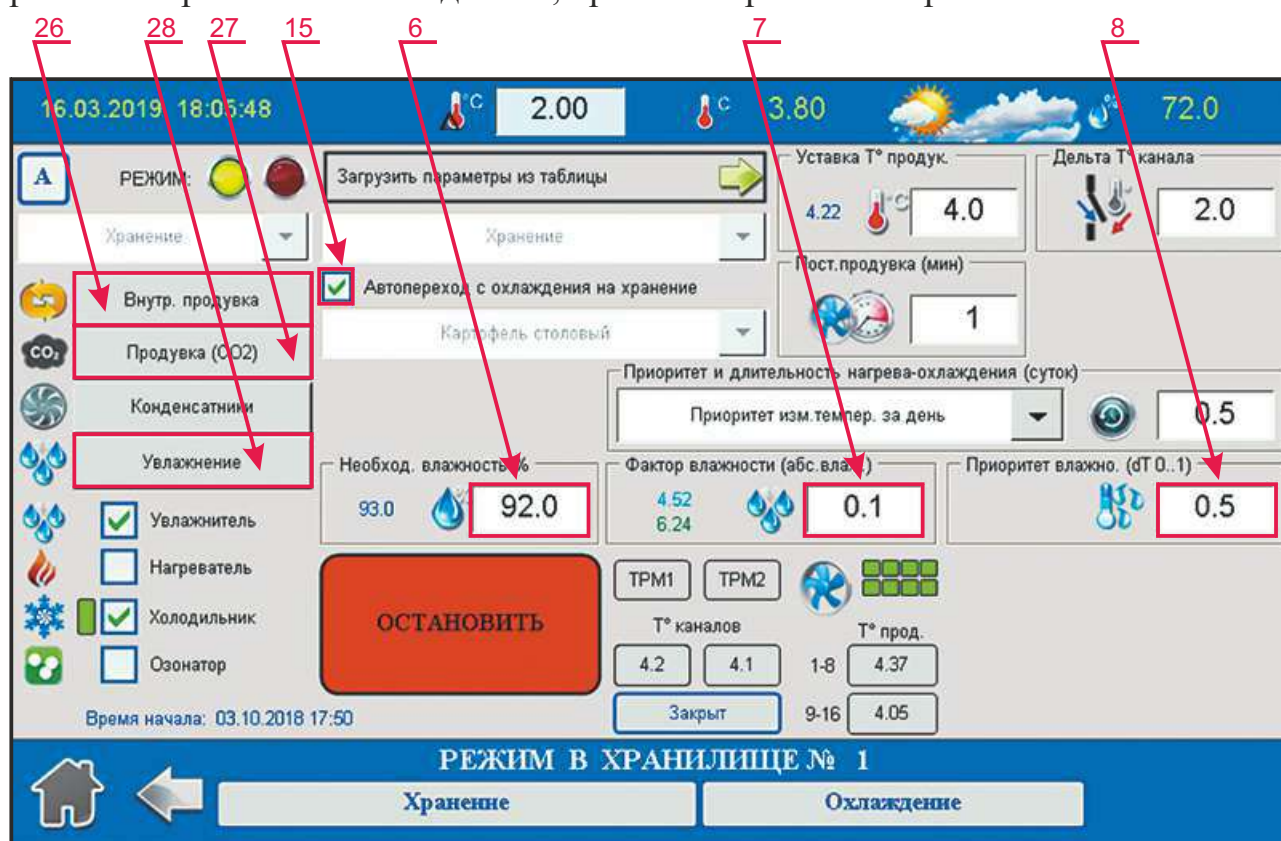 26 28 27 15 6 7 8
16.03.2019 18:05:48 °C 2.00 °C 3.80 % 72.0
A РЕЖИМ: Загрузить параметры из таблицы
Уставка T° продук. Дельта T° канала
4.22 °C 4.0 2.0
Хранение Хранение
Внутр. продувка Автопереход с охлаждения на хранение
Пост.продувка (мин)
1
CO2 Продувка (CO2) Картофель столовый
Приоритет и длительность нагрева-охлаждения (суток)
Конденсатники Приоритет изм.темпер. за день 0.5
Увлажнение
Необход. влажность % Фактор влажности (абс.влаж.) Приоритет влажно. (dT 0..1)
93.0 92.0 4.52 0.1 0.5
6.24
Увлажнитель
Нагреватель
Холодильник
Озонатор
ОСТАНОВИТЬ
ТРМ1 ТРМ2
T° каналов T° прод.
4.2 4.1 1-8 4.37
Закрыт 9-16 4.05
Время начала: 03.10.2018 17:50
РЕЖИМ В ХРАНИЛИЩЕ № 1
Хранение Охлаждение